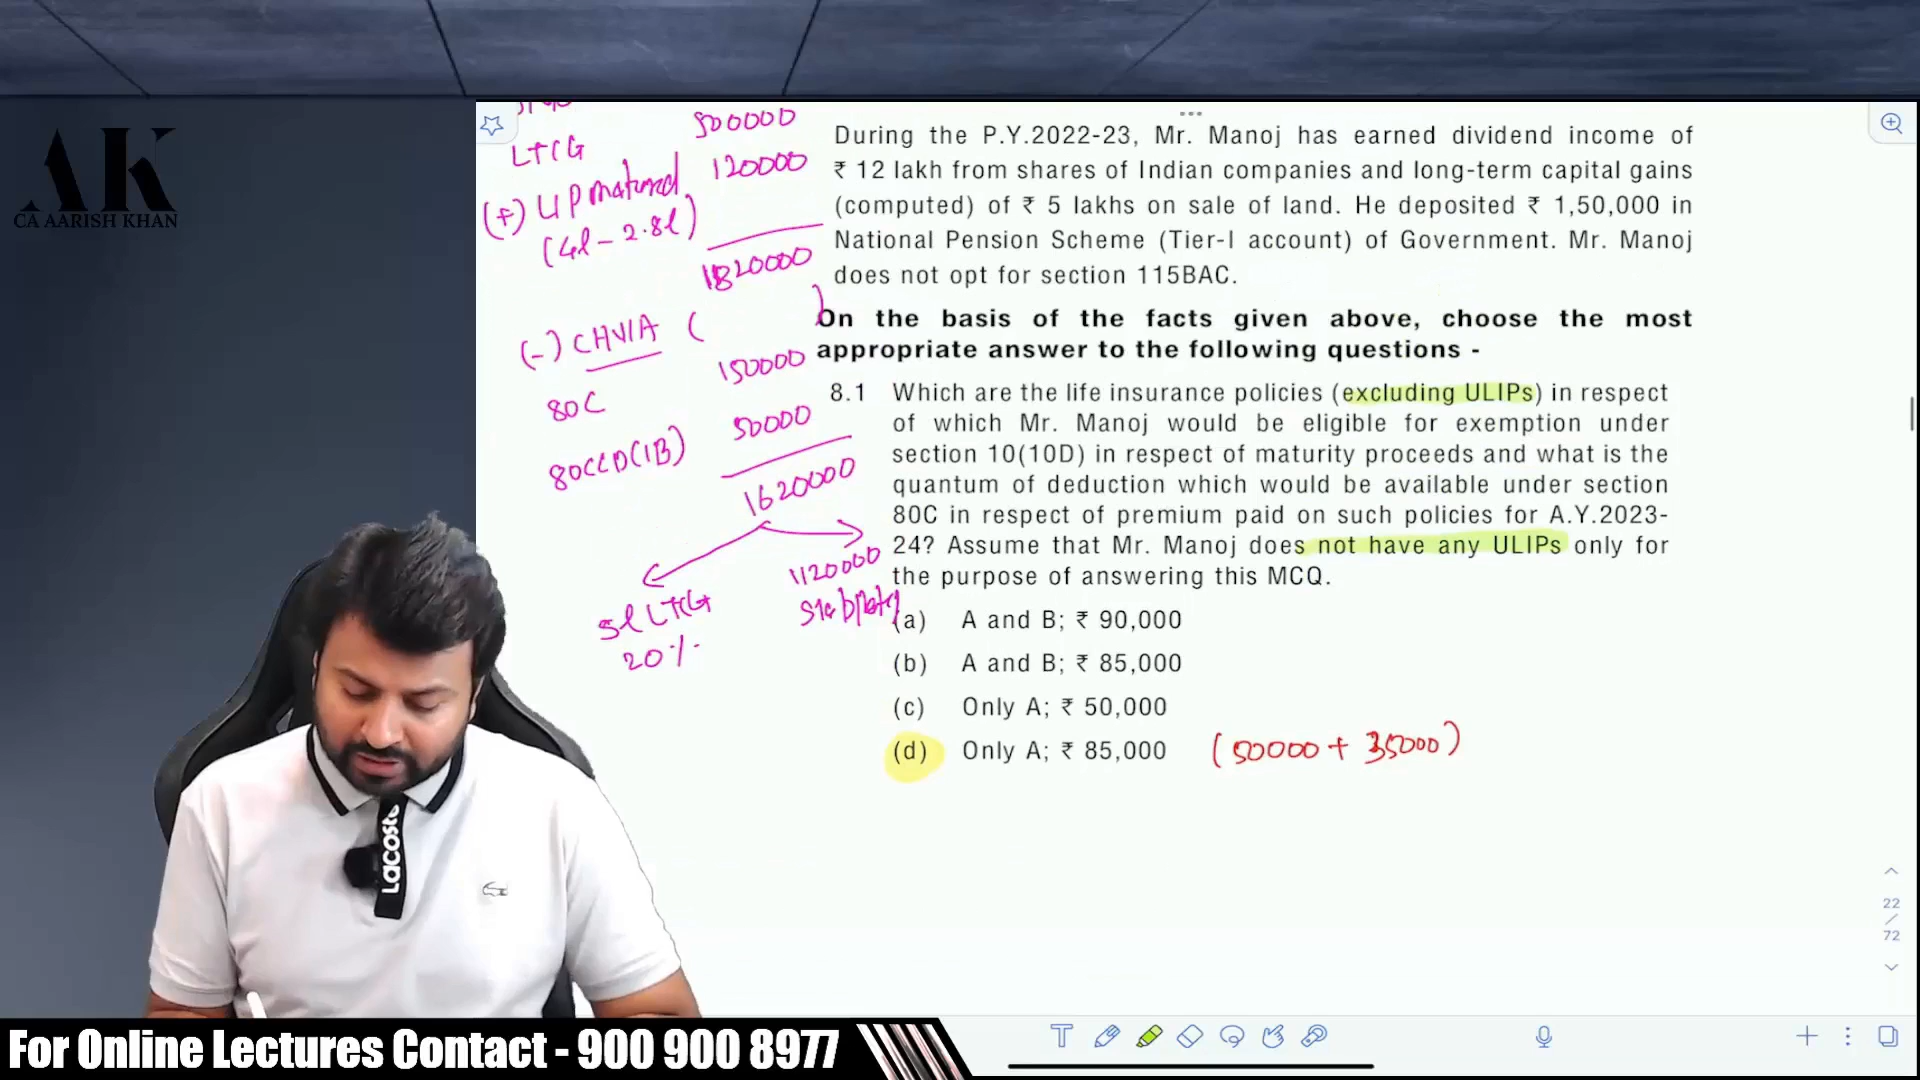 AK
CA AARISH KHAN
500000
LTCG
120000
(+) LIP matured
(4l - 2.8l)
1820000
(-) CHVIA (
)
150000
80C
50000
80CCD(1B)
1620000
1120000
Slab Rate
5l LTCG
20%
During the P.Y.2022-23, Mr. Manoj has earned dividend income of
₹ 12 lakh from shares of Indian companies and long-term capital gains
(computed) of ₹ 5 lakhs on sale of land. He deposited ₹ 1,50,000 in
National Pension Scheme (Tier-I account) of Government. Mr. Manoj
does not opt for section 115BAC.
On the basis of the facts given above, choose the most
appropriate answer to the following questions -
8.1 Which are the life insurance policies (excluding ULIPs) in respect
of which Mr. Manoj would be eligible for exemption under
section 10(10D) in respect of maturity proceeds and what is the
quantum of deduction which would be available under section
80C in respect of premium paid on such policies for A.Y.2023-
24? Assume that Mr. Manoj does not have any ULIPs only for
the purpose of answering this MCQ.
(a) A and B; ₹ 90,000
(b) A and B; ₹ 85,000
(c) Only A; ₹ 50,000
(d) Only A; ₹ 85,000 (50000 + 35000)
22
/
72
Lacoste
T
For Online Lectures Contact - 900 900 8977